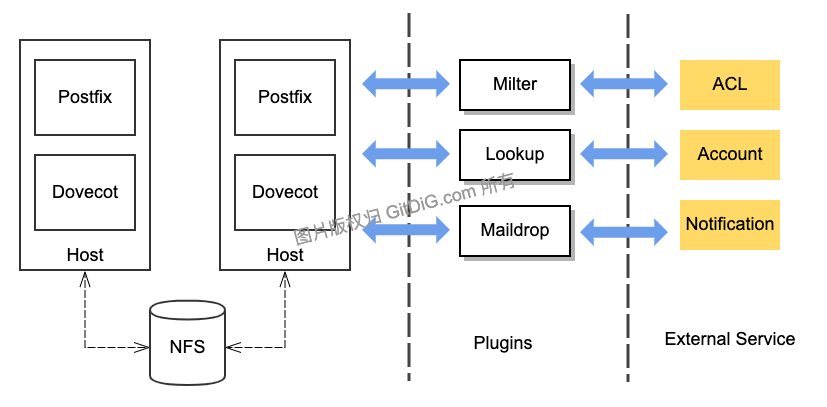 Postfix
Dovecot
Host
Postfix
Dovecot
Host
NFS
Milter
Lookup
Maildrop
Plugins
ACL
Account
Notification
External Service
图片版权归 GitDiG.com 所有